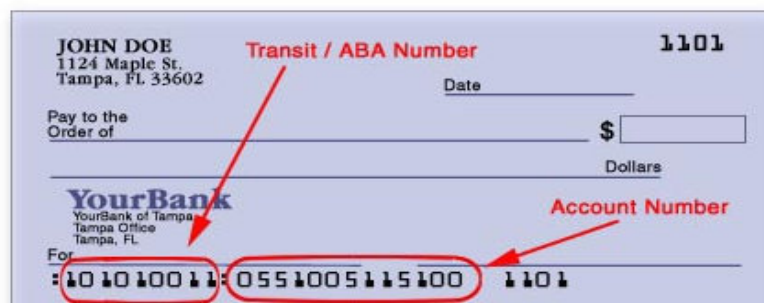 JOHN DOE
1124 Maple St.
Tampa, FL 33602
Transit / ABA Number
1101
Date
Pay to the
Order of
$
Dollars
YourBank
YourBank of Tampa
Tampa Office
Tampa, FL
Account Number
For
⑆101010011⑆0551005115100 1101